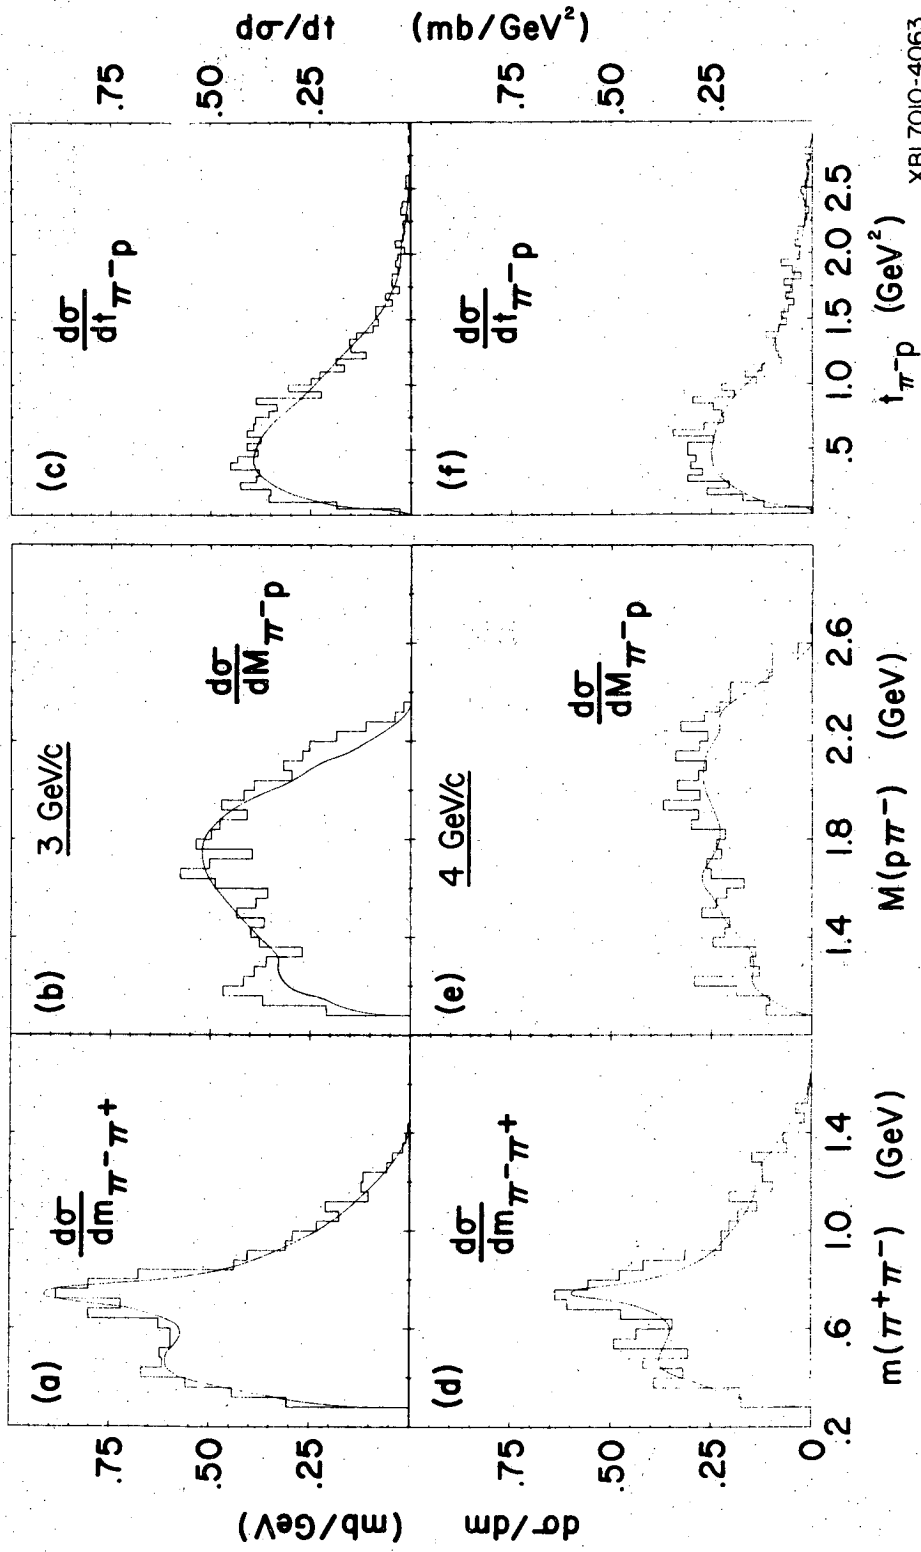 3 GeV/c
(a)
dσ
dm π⁻π⁺
(b)
dσ
dM π⁻p
(c)
dσ
dt π⁻p
.75
.50
.25
dσ/dm (mb/GeV)
.75
.50
.25
dσ/dt (mb/GeV²)
4 GeV/c
(d)
dσ
dm π⁻π⁺
(e)
dσ
dM π⁻p
(f)
dσ
dt π⁻p
.75
.50
.25
0
.75
.25
.2 .6 1.0 1.4
m(π⁺π⁻) (GeV)
1.4 1.8 2.2 2.6
M(pπ⁻) (GeV)
.5 1.0 1.5 2.0 2.5
t π⁻p (GeV²)
XBL7010-4063